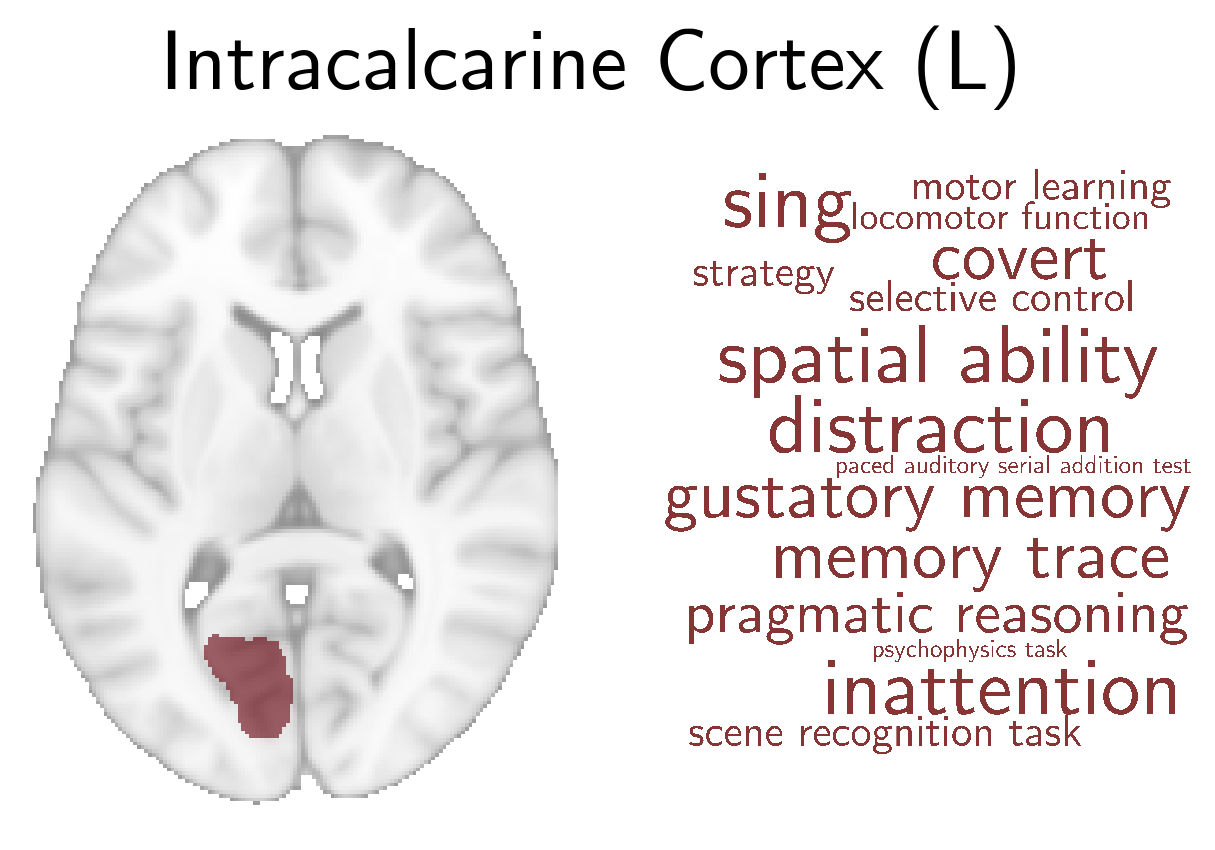 Intracalcarine Cortex (L)
motor learning
sing
locomotor function
covert
strategy
selective control
spatial ability
distraction
paced auditory serial addition test
gustatory memory
memory trace
pragmatic reasoning
psychophysics task
inattention
scene recognition task